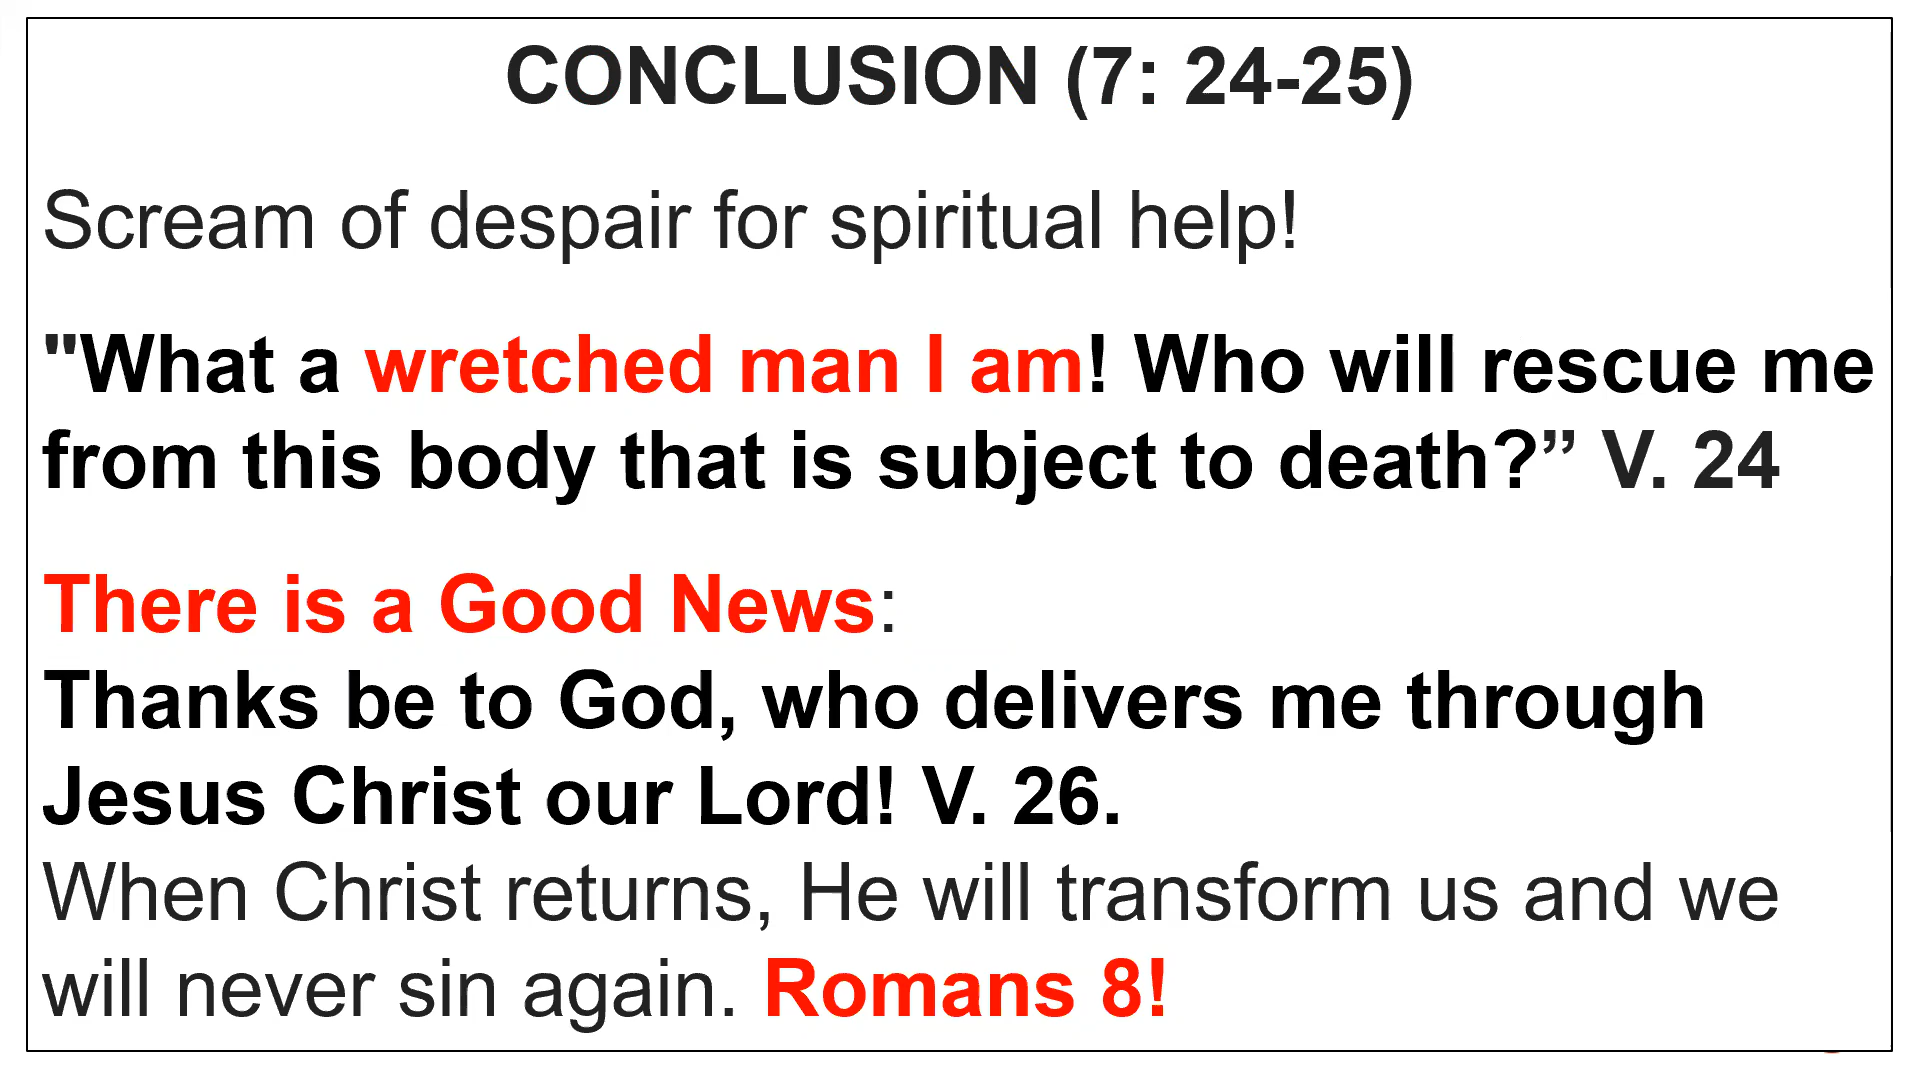 CONCLUSION (7: 24-25)
Scream of despair for spiritual help!
"What a wretched man I am! Who will rescue me
from this body that is subject to death?” V. 24
There is a Good News:
Thanks be to God, who delivers me through
Jesus Christ our Lord! V. 26.
When Christ returns, He will transform us and we
will never sin again. Romans 8!